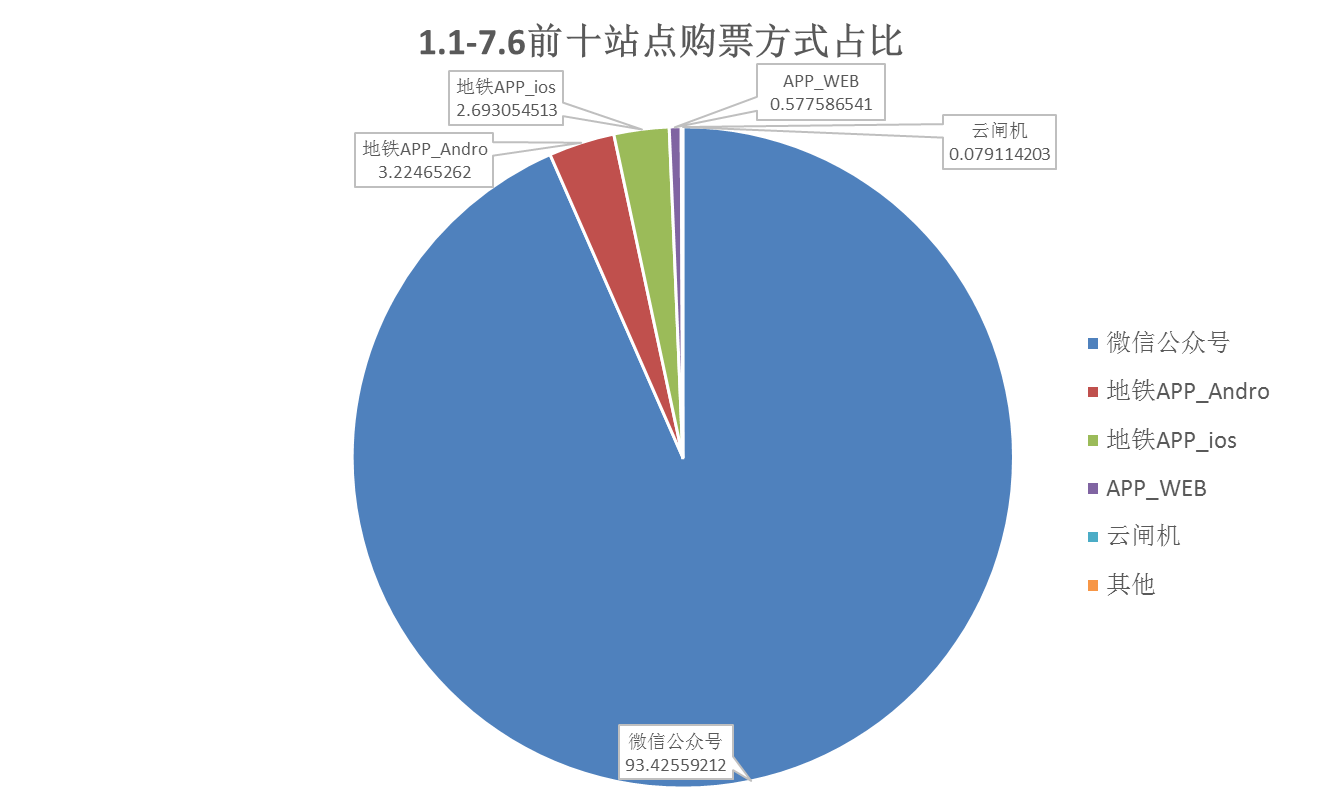 1.1-7.6前十站点购票方式占比
地铁APP_ios
2.693054513
APP_WEB
0.577586541
云闸机
0.079114203
地铁APP_Andro
3.22465262
微信公众号
93.42559212
微信公众号
地铁APP_Andro
地铁APP_ios
APP_WEB
云闸机
其他